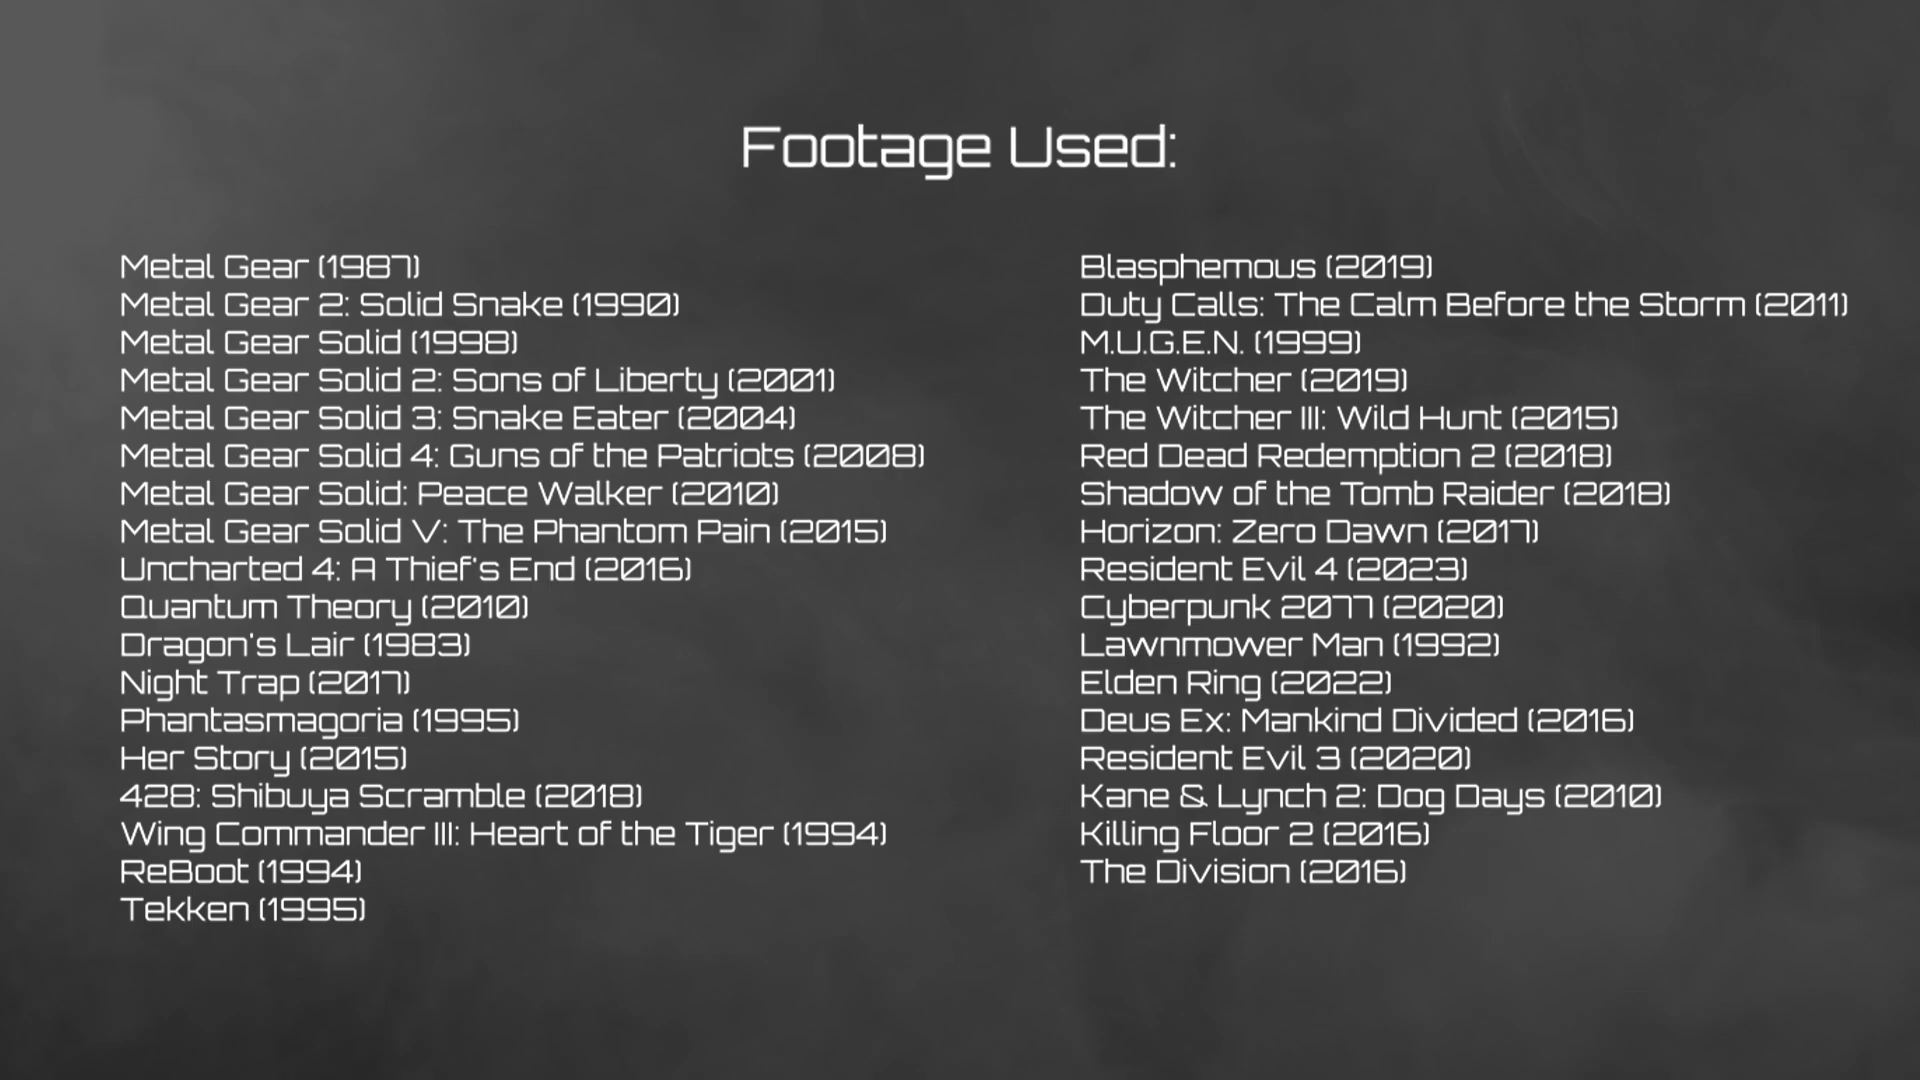 Footage Used:
Metal Gear (1987)
Metal Gear 2: Solid Snake (1990)
Metal Gear Solid (1998)
Metal Gear Solid 2: Sons of Liberty (2001)
Metal Gear Solid 3: Snake Eater (2004)
Metal Gear Solid 4: Guns of the Patriots (2008)
Metal Gear Solid: Peace Walker (2010)
Metal Gear Solid V: The Phantom Pain (2015)
Uncharted 4: A Thief's End (2016)
Quantum Theory (2010)
Dragon's Lair (1983)
Night Trap (2017)
Phantasmagoria (1995)
Her Story (2015)
428: Shibuya Scramble (2018)
Wing Commander III: Heart of the Tiger (1994)
ReBoot (1994)
Tekken (1995)
Blasphemous (2019)
Duty Calls: The Calm Before the Storm (2011)
M.U.G.E.N. (1999)
The Witcher (2019)
The Witcher III: Wild Hunt (2015)
Red Dead Redemption 2 (2018)
Shadow of the Tomb Raider (2018)
Horizon: Zero Dawn (2017)
Resident Evil 4 (2023)
Cyberpunk 2077 (2020)
Lawnmower Man (1992)
Elden Ring (2022)
Deus Ex: Mankind Divided (2016)
Resident Evil 3 (2020)
Kane & Lynch 2: Dog Days (2010)
Killing Floor 2 (2016)
The Division (2016)